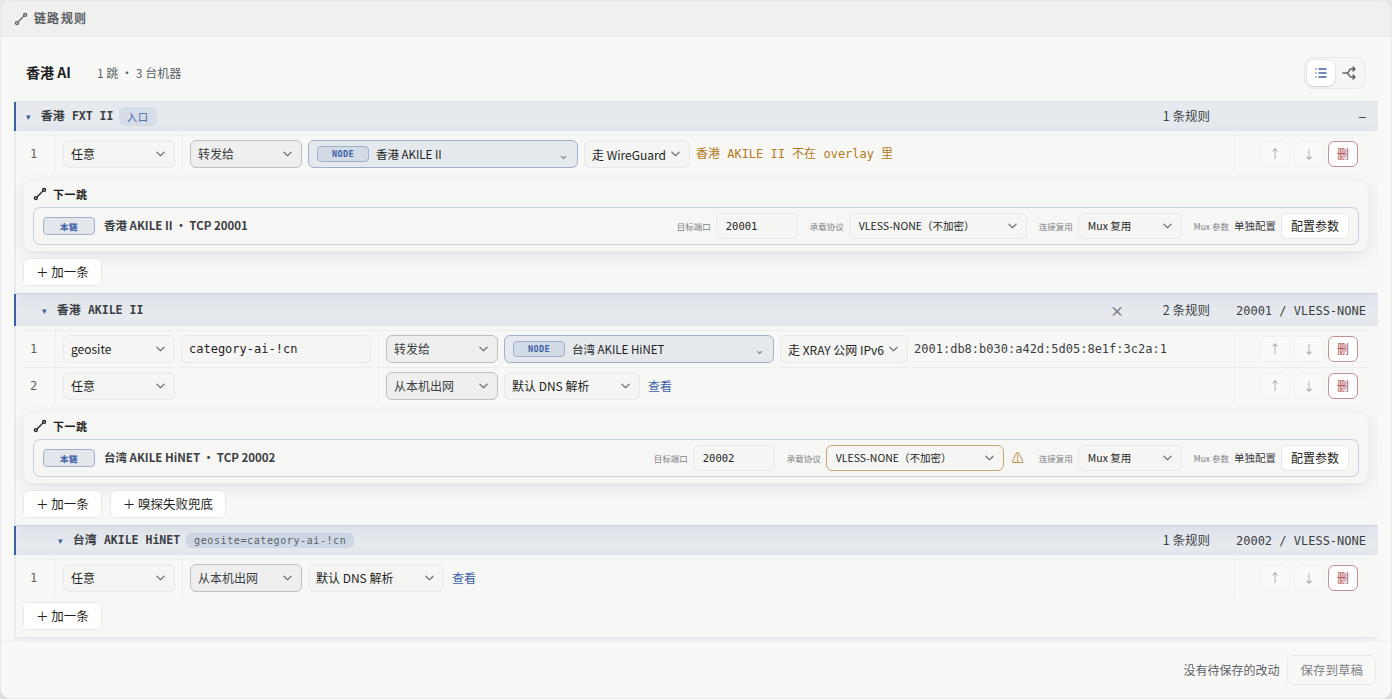 链路规则
香港 AI 1 跳 · 3 台机器
▾ 香港 FXT II 入口 1 条规则 —
1 任意 转发给 NODE 香港 AKILE II 走 WireGuard 香港 AKILE II 不在 overlay 里 ↑ ↓ 删
下一跳
本链 香港 AKILE II · TCP 20001 目标端口 20001 承载协议 VLESS-NONE（不加密） 连接复用 Mux 复用 Mux 参数 单独配置 配置参数
＋ 加一条
▾ 香港 AKILE II × 2 条规则 20001 / VLESS-NONE
1 geosite category-ai-!cn 转发给 NODE 台湾 AKILE HiNET 走 XRAY 公网 IPv6 2001:db8:b030:a42d:5d05:8e1f:3c2a:1 ↑ ↓ 删
2 任意 从本机出网 默认 DNS 解析 查看 ↑ ↓ 删
下一跳
本链 台湾 AKILE HiNET · TCP 20002 目标端口 20002 承载协议 VLESS-NONE（不加密） 连接复用 Mux 复用 Mux 参数 单独配置 配置参数
＋ 加一条 ＋ 嗅探失败兜底
▾ 台湾 AKILE HiNET geosite=category-ai-!cn 1 条规则 20002 / VLESS-NONE
1 任意 从本机出网 默认 DNS 解析 查看 ↑ ↓ 删
＋ 加一条
没有待保存的改动 保存到草稿